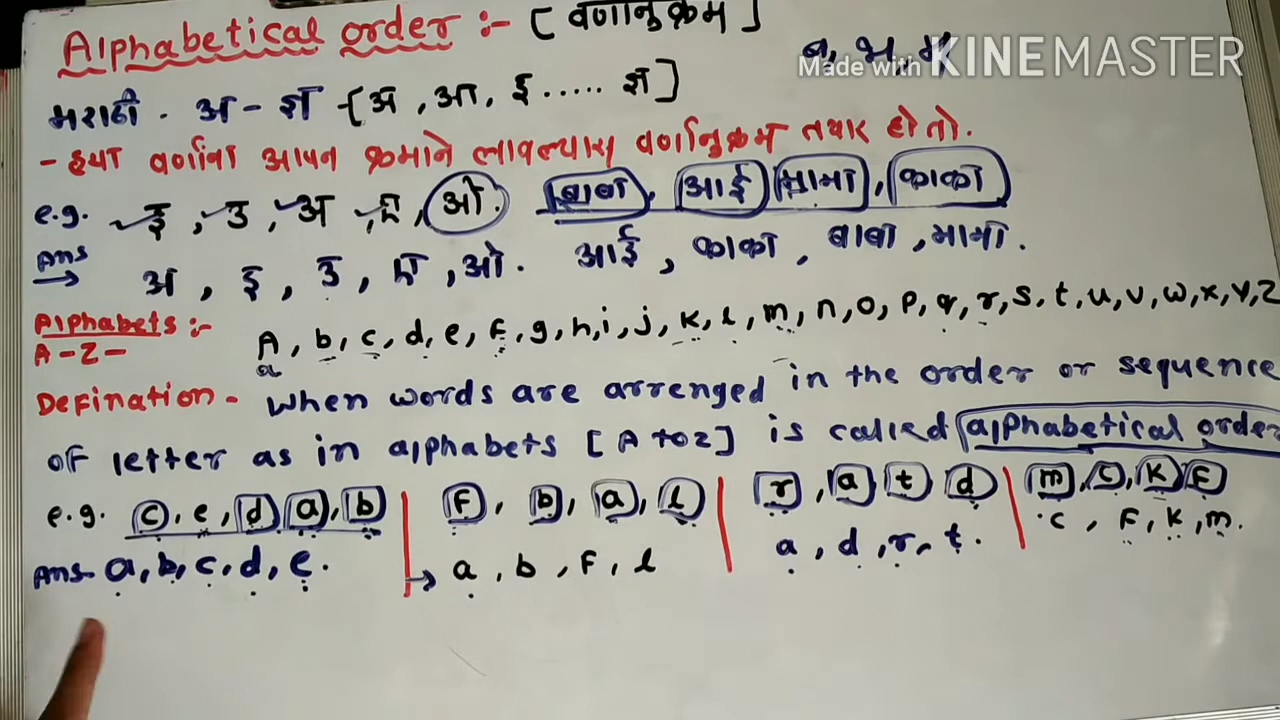 Alphabetical order :- [वर्णानुक्रम]
ब, भ, म
Made with KINEMASTER
मराठी - अ - ज्ञ -[अ, आ, इ ..... ज्ञ]
- ह्या वर्णांना आपन क्रमाने लावल्यास वर्णानुक्रम तयार होतो.
e.g. इ, उ, अ, ए, ओ. बाबा, आई, मामा, काका
Ans → अ, इ, उ, ए, ओ. आई, काका, बाबा, मामा.
Alphabets :- A, b, c, d, e, F, g, h, i, j, k, l, m, n, o, p, q, r, s, t, u, v, w, x, y, z
A-Z- a
Defination - When words are arrenged in the order or sequence
of letter as in alphabets [A to z] is called alphabetical order
e.g. c, e, d, a, b | F, b, a, l | r, a, t, d | m, c, k, F
Ans- a, b, c, d, e. | → a, b, F, l | a, d, r, t. | c, F, k, m.